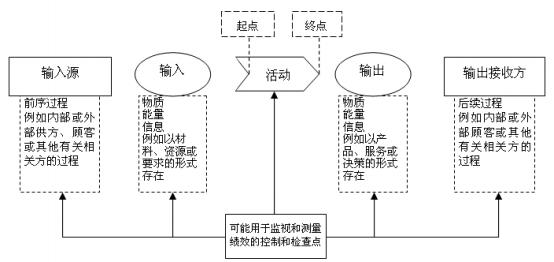 起点
终点
输入源
输入
活动
输出
输出接收方
前序过程
例如内部或外
部供方、顾客
或其他有关相
关方的过程
物质
能量
信息
例如以材
料、资源或
要求的形式
存在
物质
能量
信息
例如以产
品、服务或
决策的形式
存在
后续过程
例如内部或外
部顾客或其他
有关相关方的
过程
可能用于监视和测量
绩效的控制和检查点